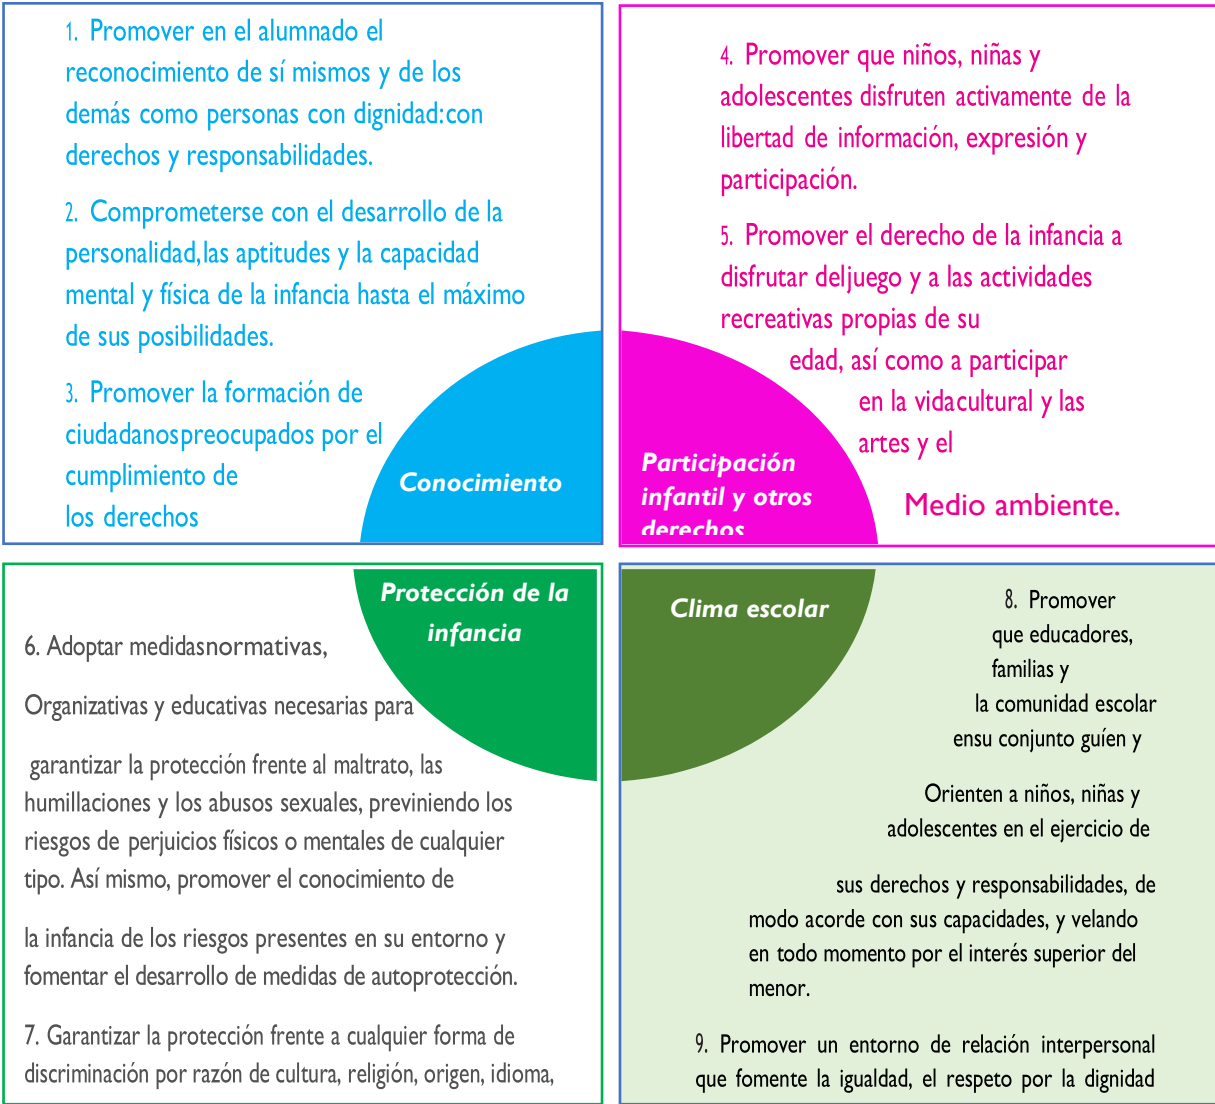 1. Promover en el alumnado el
reconocimiento de sí mismos y de los
demás como personas con dignidad:con
derechos y responsabilidades.
2. Comprometerse con el desarrollo de la
personalidad,las aptitudes y la capacidad
mental y física de la infancia hasta el máximo
de sus posibilidades.
3. Promover la formación de
ciudadanospreocupados por el
cumplimiento de
los derechos
Conocimiento
4. Promover que niños, niñas y
adolescentes disfruten activamente de la
libertad de información, expresión y
participación.
5. Promover el derecho de la infancia a
disfrutar deljuego y a las actividades
recreativas propias de su
edad, así como a participar
en la vidacultural y las
artes y el
Medio ambiente.
Participación
infantil y otros
derechos
Protección de la
infancia
6. Adoptar medidasnormativas,
Organizativas y educativas necesarias para
garantizar la protección frente al maltrato, las
humillaciones y los abusos sexuales, previniendo los
riesgos de perjuicios físicos o mentales de cualquier
tipo. Así mismo, promover el conocimiento de
la infancia de los riesgos presentes en su entorno y
fomentar el desarrollo de medidas de autoprotección.
7. Garantizar la protección frente a cualquier forma de
discriminación por razón de cultura, religión, origen, idioma,
Clima escolar
8. Promover
que educadores,
familias y
la comunidad escolar
ensu conjunto guíen y
Orienten a niños, niñas y
adolescentes en el ejercicio de
sus derechos y responsabilidades, de
modo acorde con sus capacidades, y velando
en todo momento por el interés superior del
menor.
9. Promover un entorno de relación interpersonal
que fomente la igualdad, el respeto por la dignidad